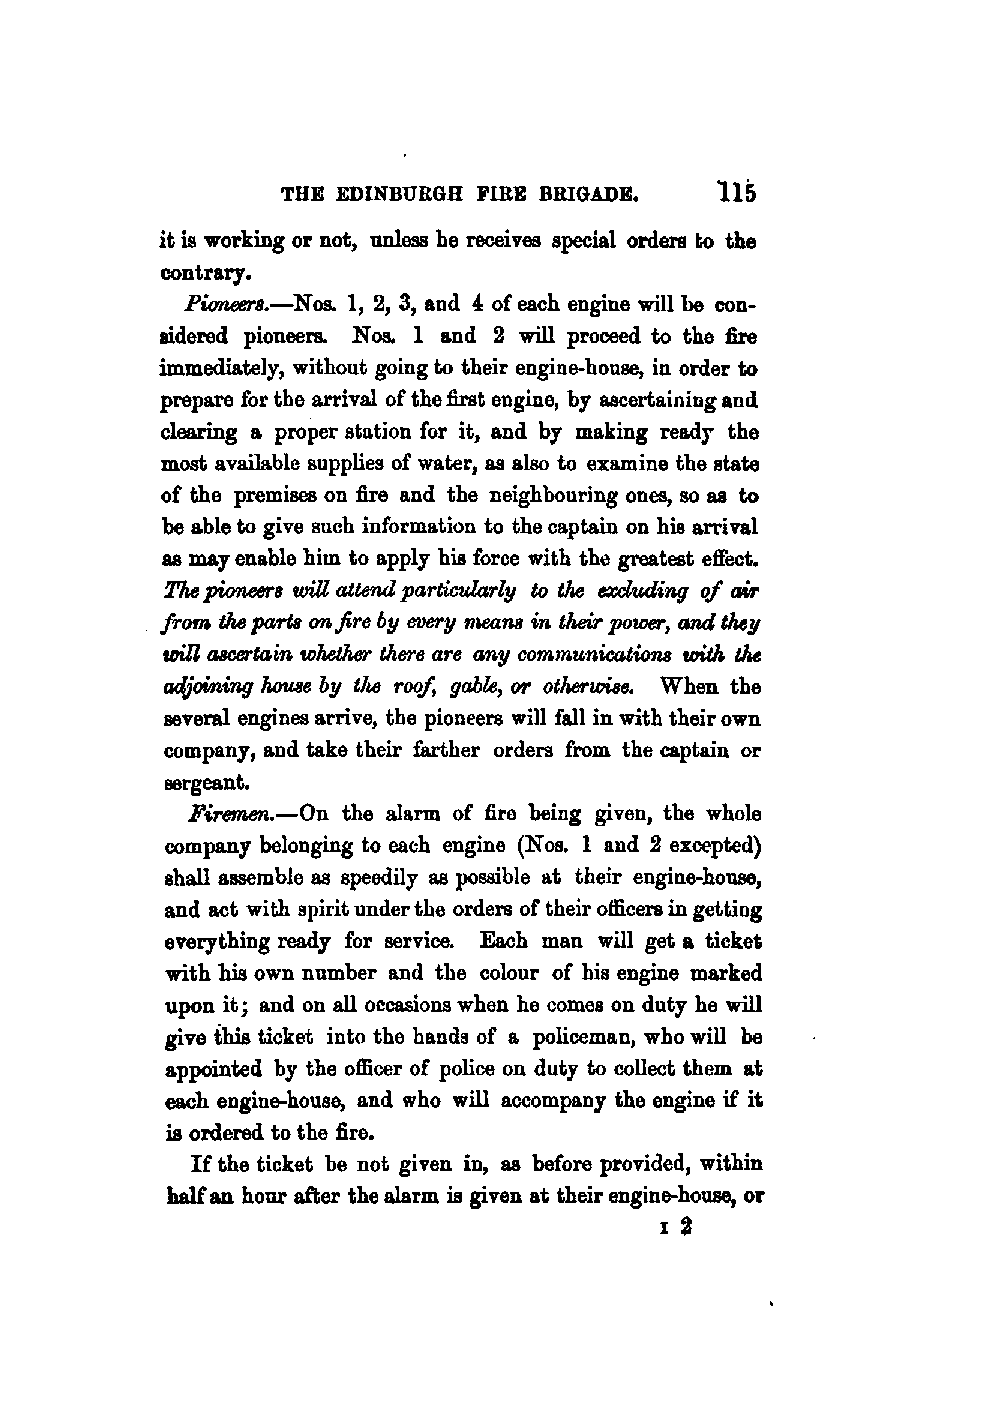 THE EDINBURGH FIRE BRIGADE. 115
it is working or not, unless he receives special orders to the
contrary.
Pioneers.—Nos. 1, 2, 3, and 4 of each engine will be con-
sidered pioneers. Nos. 1 and 2 will proceed to the fire
immediately, without going to their engine-house, in order to
prepare for the arrival of the first engine, by ascertaining and
clearing a proper station for it, and by making ready the
most available supplies of water, as also to examine the state
of the premises on fire and the neighbouring ones, so as to
be able to give such information to the captain on his arrival
as may enable him to apply his force with the greatest effect.
The pioneers will attend particularly to the excluding of air
from the parts on fire by every means in their power, and they
will ascertain whether there are any communications with the
adjoining house by the roof, gable, or otherwise. When the
several engines arrive, the pioneers will fall in with their own
company, and take their farther orders from the captain or
sergeant.
Firemen.—On the alarm of fire being given, the whole
company belonging to each engine (Nos. 1 and 2 excepted)
shall assemble as speedily as possible at their engine-house,
and act with spirit under the orders of their officers in getting
everything ready for service. Each man will get a ticket
with his own number and the colour of his engine marked
upon it; and on all occasions when he comes on duty he will
give this ticket into the hands of a policeman, who will be
appointed by the officer of police on duty to collect them at
each engine-house, and who will accompany the engine if it
is ordered to the fire.
If the ticket be not given in, as before provided, within
half an hour after the alarm is given at their engine-house, or
I 2